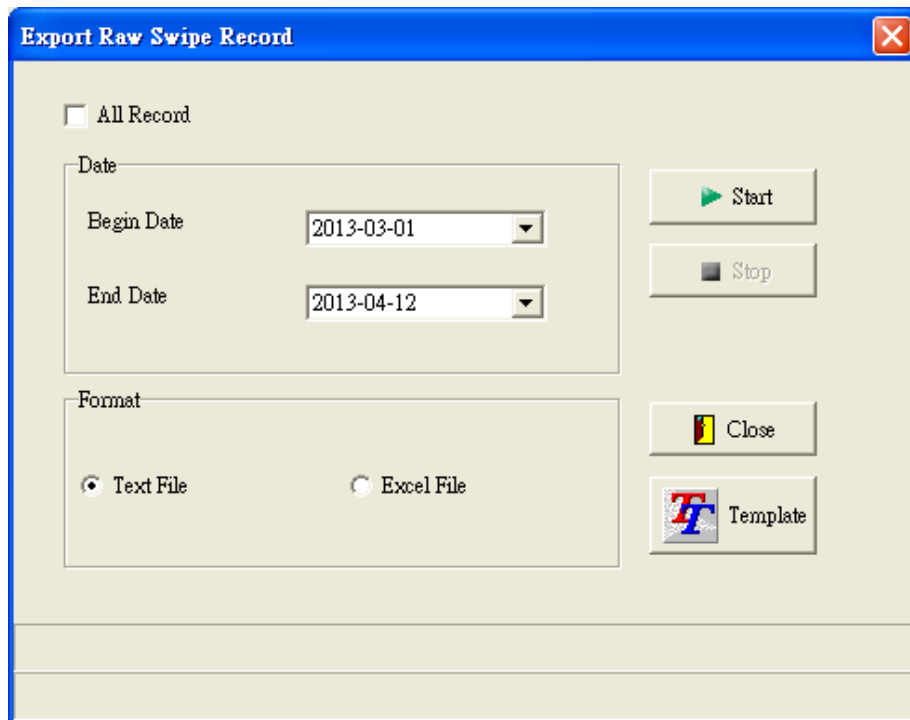 Export Raw Swipe Record
All Record
Date
Begin Date
2013-03-01
End Date
2013-04-12
Start
Stop
Format
Text File
Excel File
Close
Template